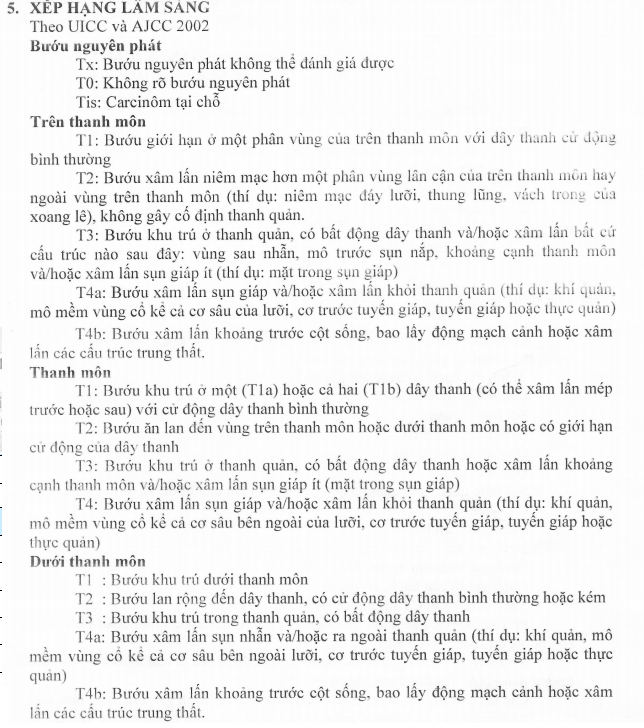 5. XẾP HẠNG LÂM SÀNG
Theo UICC và AJCC 2002
Bướu nguyên phát
Tx: Bướu nguyên phát không thể đánh giá được
T0: Không rõ bướu nguyên phát
Tis: Carcinôm tại chỗ
Trên thanh môn
T1: Bướu giới hạn ở một phân vùng của trên thanh môn với dây thanh cử động
bình thường
T2: Bướu xâm lấn niêm mạc hơn một phân vùng lân cận của trên thanh môn hay
ngoài vùng trên thanh môn (thí dụ: niêm mạc đáy lưỡi, thung lũng, vách trong của
xoang lê), không gây cố định thanh quản.
T3: Bướu khu trú ở thanh quản, có bất động dây thanh và/hoặc xâm lấn bất cứ
cấu trúc nào sau đây: vùng sau nhẫn, mô trước sụn nắp, khoảng cạnh thanh môn
và/hoặc xâm lấn sụn giáp ít (thí dụ: mặt trong sụn giáp)
T4a: Bướu xâm lấn sụn giáp và/hoặc xâm lấn khỏi thanh quản (thí dụ: khí quản,
mô mềm vùng cổ kể cả cơ sâu của lưỡi, cơ trước tuyến giáp, tuyến giáp hoặc thực quản)
T4b: Bướu xâm lấn khoảng trước cột sống, bao lấy động mạch cảnh hoặc xâm
lấn các cấu trúc trung thất.
Thanh môn
T1: Bướu khu trú ở một (T1a) hoặc cả hai (T1b) dây thanh (có thể xâm lấn mép
trước hoặc sau) với cử động dây thanh bình thường
T2: Bướu ăn lan đến vùng trên thanh môn hoặc dưới thanh môn hoặc có giới hạn
cử động của dây thanh
T3: Bướu khu trú ở thanh quản, có bất động dây thanh hoặc xâm lấn khoảng
cạnh thanh môn và/hoặc xâm lấn sụn giáp ít (mặt trong sụn giáp)
T4: Bướu xâm lấn sụn giáp và/hoặc xâm lấn khỏi thanh quản (thí dụ: khí quản,
mô mềm vùng cổ kể cả cơ sâu bên ngoài của lưỡi, cơ trước tuyến giáp, tuyến giáp hoặc
thực quản)
Dưới thanh môn
T1 : Bướu khu trú dưới thanh môn
T2 : Bướu lan rộng đến dây thanh, có cử động dây thanh bình thường hoặc kém
T3 : Bướu khu trú trong thanh quản, có bất động dây thanh
T4a: Bướu xâm lấn sụn nhẫn và/hoặc ra ngoài thanh quản (thí dụ: khí quản, mô
mềm vùng cổ kể cả cơ sâu bên ngoài lưỡi, cơ trước tuyến giáp, tuyến giáp hoặc thực
quản)
T4b: Bướu xâm lấn khoảng trước cột sống, bao lấy động mạch cảnh hoặc xâm
lấn các cấu trúc trung thất.